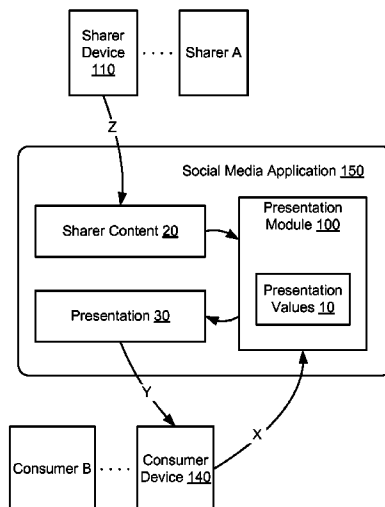 Sharer
Device
110
Sharer A
Z
Social Media Application 150
Sharer Content 20
Presentation
Module 100
Presentation
Values 10
Presentation 30
Y
X
Consumer B
Consumer
Device 140